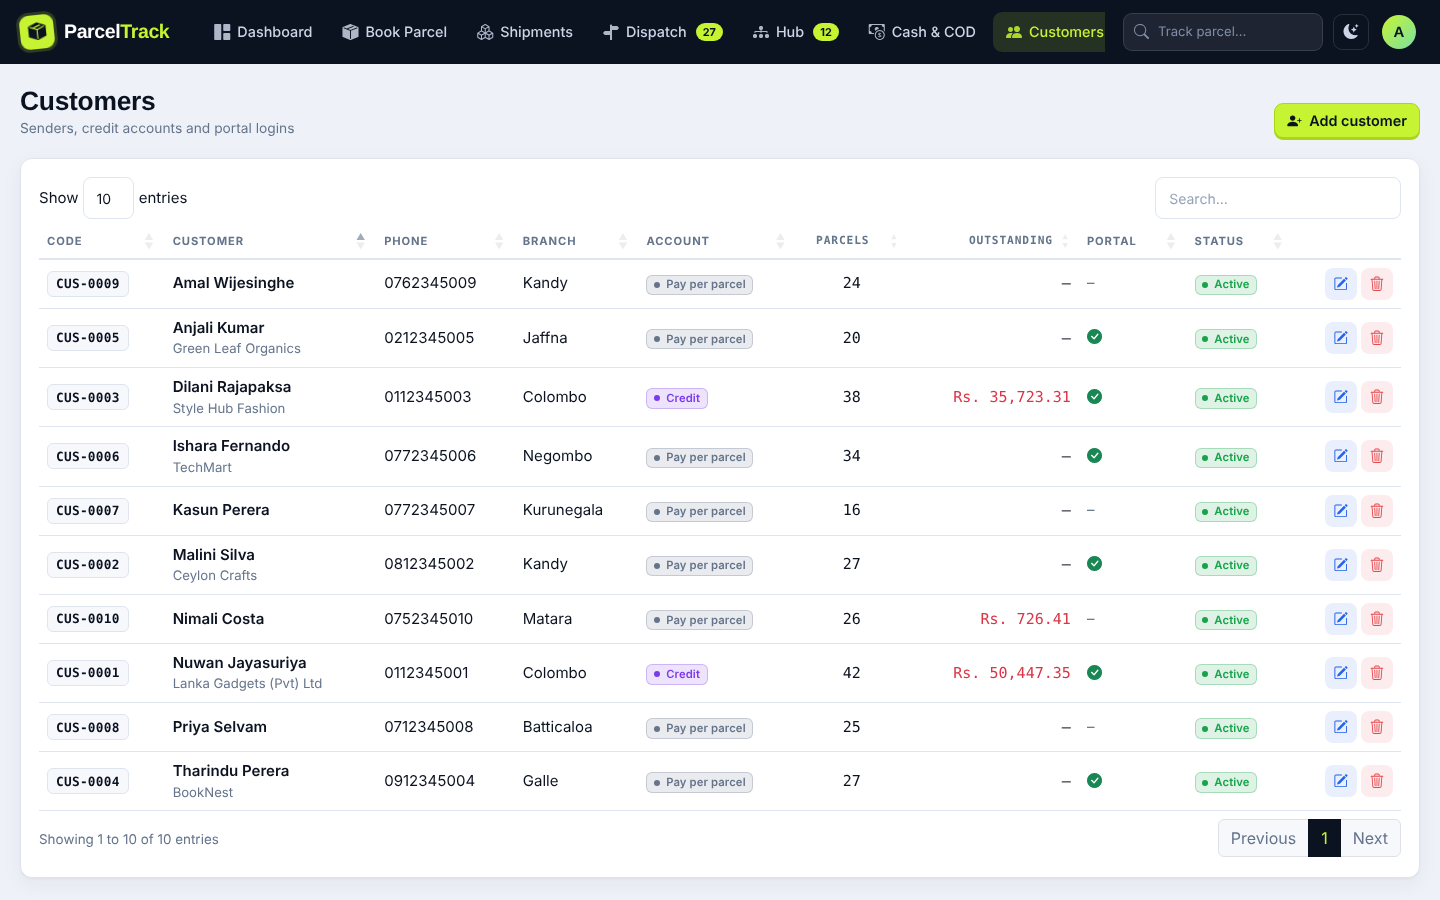 ParcelTrack Dashboard Book Parcel Shipments Dispatch 27 Hub 12 Cash & COD Customers Track parcel... A
Customers
Senders, credit accounts and portal logins
Add customer
Show 10 entries Search...
CODE CUSTOMER PHONE BRANCH ACCOUNT PARCELS OUTSTANDING PORTAL STATUS
CUS-0009 Amal Wijesinghe 0762345009 Kandy Pay per parcel 24 — – Active
CUS-0005 Anjali Kumar 0212345005 Jaffna Pay per parcel 20 — Active
Green Leaf Organics
CUS-0003 Dilani Rajapaksa 0112345003 Colombo Credit 38 Rs. 35,723.31 Active
Style Hub Fashion
CUS-0006 Ishara Fernando 0772345006 Negombo Pay per parcel 34 — Active
TechMart
CUS-0007 Kasun Perera 0772345007 Kurunegala Pay per parcel 16 — – Active
CUS-0002 Malini Silva 0812345002 Kandy Pay per parcel 27 — Active
Ceylon Crafts
CUS-0010 Nimali Costa 0752345010 Matara Pay per parcel 26 Rs. 726.41 – Active
CUS-0001 Nuwan Jayasuriya 0112345001 Colombo Credit 42 Rs. 50,447.35 Active
Lanka Gadgets (Pvt) Ltd
CUS-0008 Priya Selvam 0712345008 Batticaloa Pay per parcel 25 — – Active
CUS-0004 Tharindu Perera 0912345004 Galle Pay per parcel 27 — Active
BookNest
Showing 1 to 10 of 10 entries Previous 1 Next